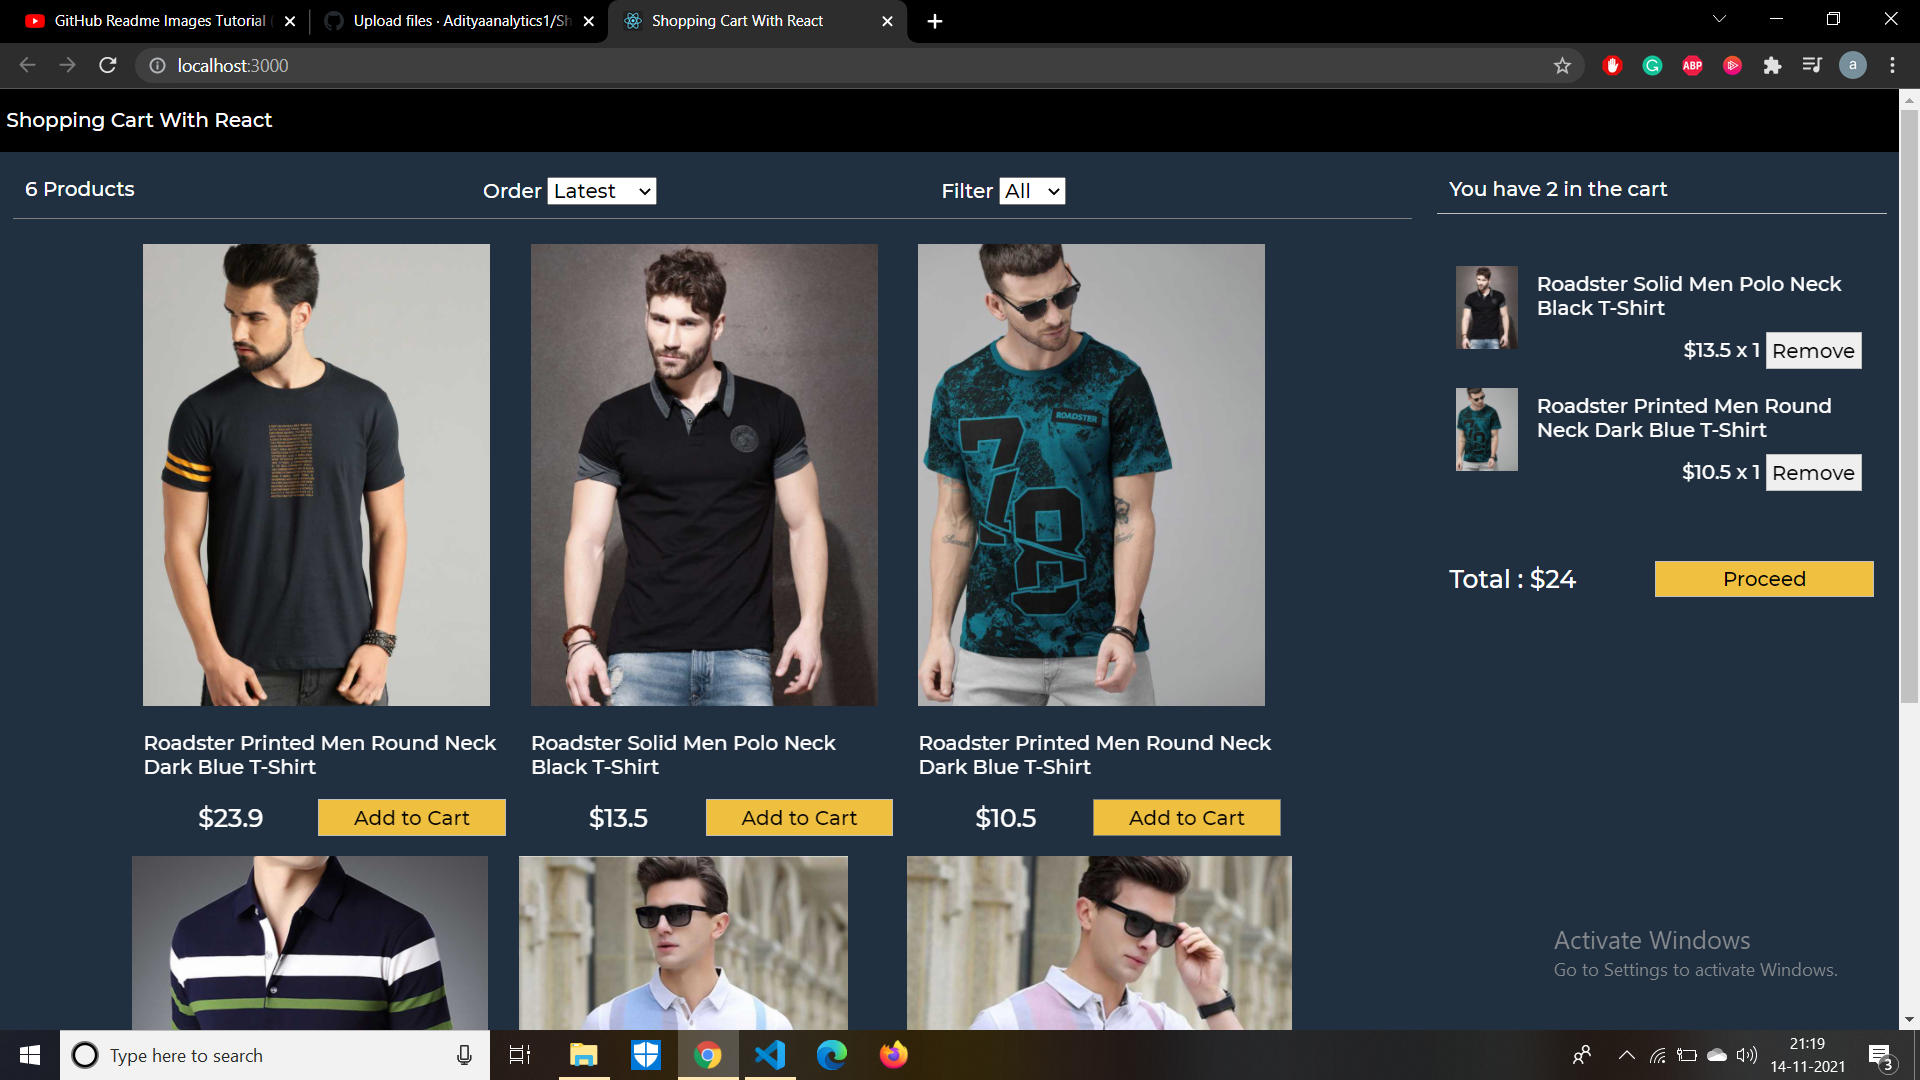 GitHub Readme Images Tutorial
Upload files · Adityaanalytics1/Sh
Shopping Cart With React
localhost:3000
ABP
a
Shopping Cart With React
6 Products
Order Latest
Filter All
You have 2 in the cart
Roadster Solid Men Polo Neck
Black T-Shirt
$13.5 x 1 Remove
Roadster Printed Men Round
Neck Dark Blue T-Shirt
$10.5 x 1 Remove
Total : $24
Proceed
ROADSTER
Roadster Printed Men Round Neck
Dark Blue T-Shirt
$23.9
Add to Cart
Roadster Solid Men Polo Neck
Black T-Shirt
$13.5
Add to Cart
Roadster Printed Men Round Neck
Dark Blue T-Shirt
$10.5
Add to Cart
Activate Windows
Go to Settings to activate Windows.
Type here to search
21:19
14-11-2021
3